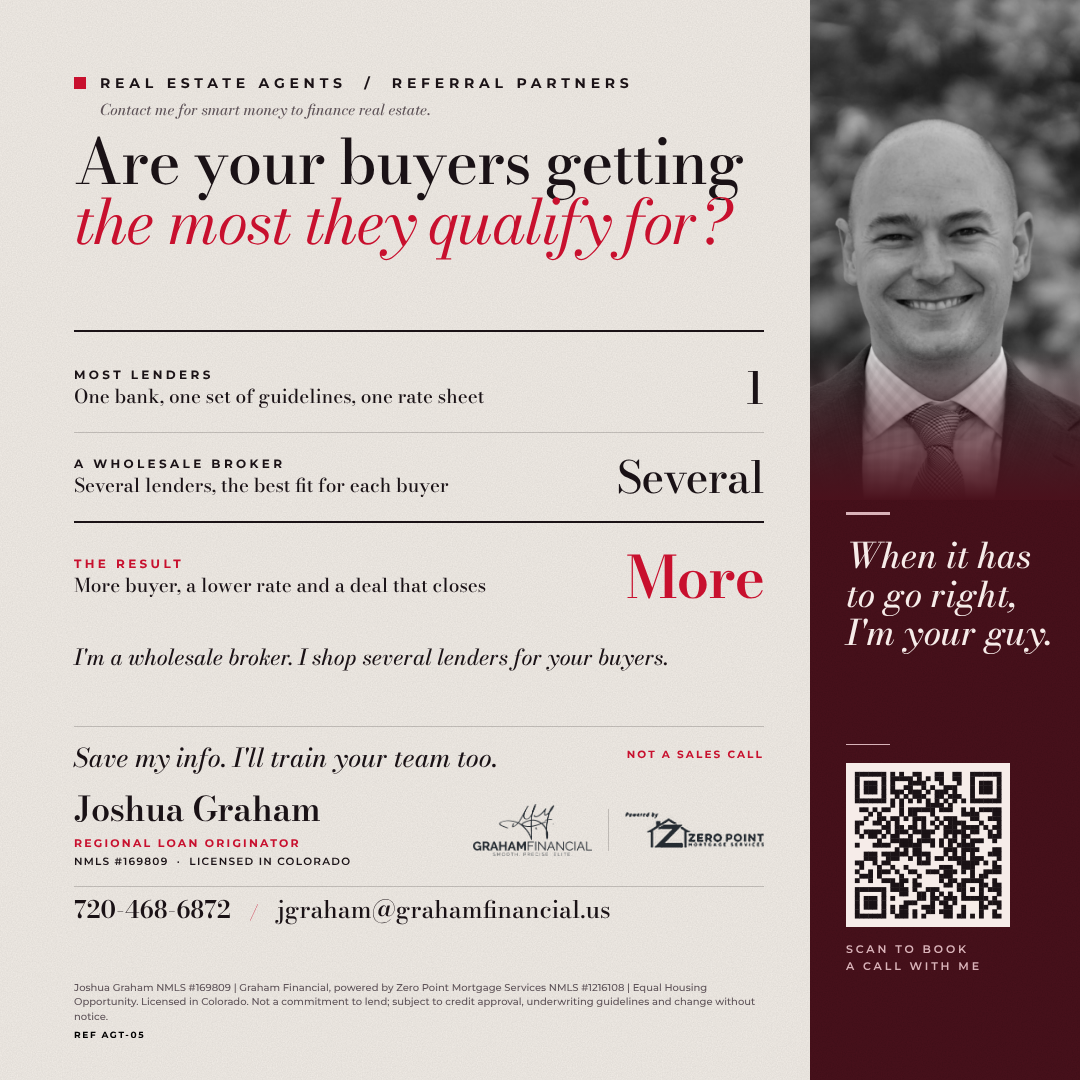 REAL ESTATE AGENTS / REFERRAL PARTNERS
Contact me for smart money to finance real estate.
Are your buyers getting
the most they qualify for?
MOST LENDERS
One bank, one set of guidelines, one rate sheet
1
A WHOLESALE BROKER
Several lenders, the best fit for each buyer
Several
THE RESULT
More buyer, a lower rate and a deal that closes
More
I'm a wholesale broker. I shop several lenders for your buyers.
Save my info. I'll train your team too.
NOT A SALES CALL
Joshua Graham
REGIONAL LOAN ORIGINATOR
NMLS #169809 · LICENSED IN COLORADO
GRAHAMFINANCIAL
SMOOTH. PRECISE. ELITE.
Powered by
ZERO POINT
MORTGAGE SERVICES
720-468-6872 / jgraham@grahamfinancial.us
Joshua Graham NMLS #169809 | Graham Financial, powered by Zero Point Mortgage Services NMLS #1216108 | Equal Housing
Opportunity. Licensed in Colorado. Not a commitment to lend; subject to credit approval, underwriting guidelines and change without
notice.
REF AGT-05
When it has
to go right,
I'm your guy.
SCAN TO BOOK
A CALL WITH ME